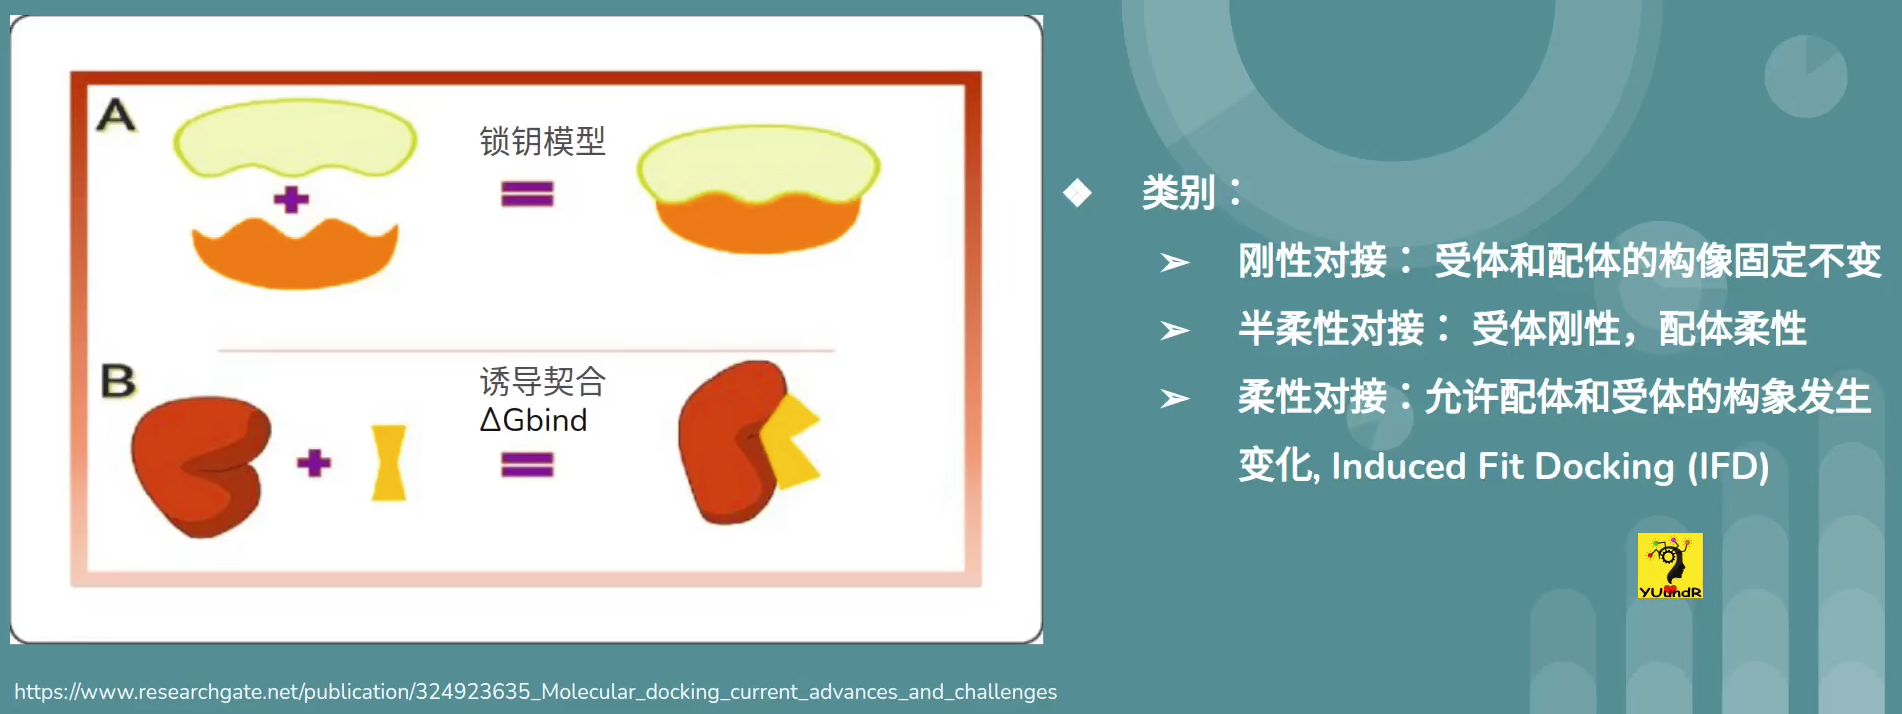 A
锁钥模型
B
诱导契合
ΔGbind
❖ 类别：
➢ 刚性对接： 受体和配体的构像固定不变
➢ 半柔性对接： 受体刚性，配体柔性
➢ 柔性对接：允许配体和受体的构象发生
变化, Induced Fit Docking (IFD)
YUandR
https://www.researchgate.net/publication/324923635_Molecular_docking_current_advances_and_challenges